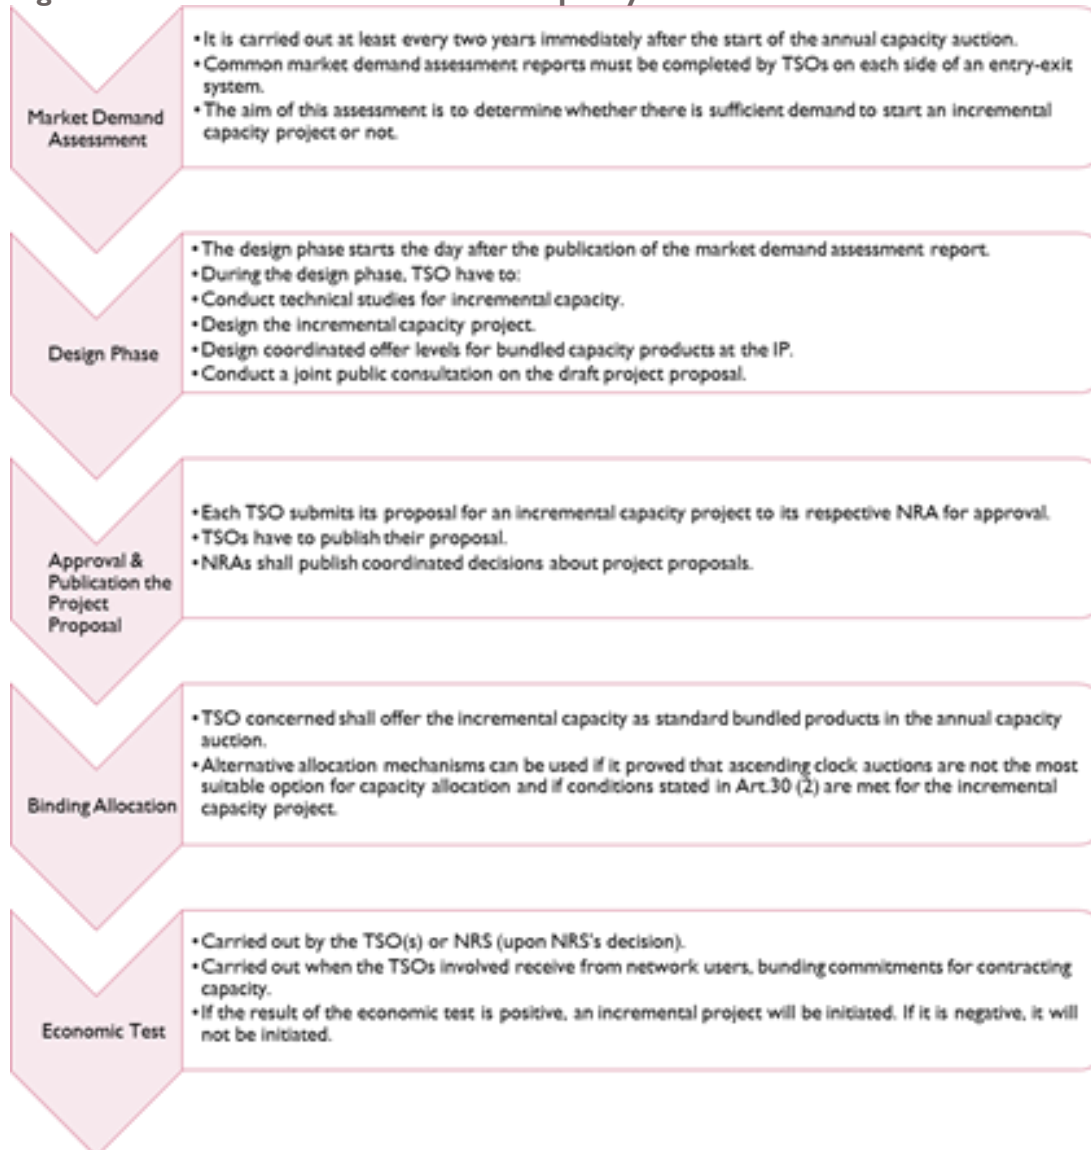 •It is carried out at least every two years immediately after the start of the annual capacity auction.
•Common market demand assessment reports must be completed by TSOs on each side of an entry-exit
system.
•The aim of this assessment is to determine whether there is sufficient demand to start an incremental
capacity project or not.
Market Demand
Assessment
•The design phase starts the day after the publication of the market demand assessment report.
•During the design phase, TSO have to:
•Conduct technical studies for incremental capacity.
•Design the incremental capacity project.
•Design coordinated offer levels for bundled capacity products at the IP.
•Conduct a joint public consultation on the draft project proposal.
Design Phase
•Each TSO submits its proposal for an incremental capacity project to its respective NRA for approval.
•TSOs have to publish their proposal.
•NRAs shall publish coordinated decisions about project proposals.
Approval &
Publication the
Project
Proposal
•TSO concerned shall offer the incremental capacity as standard bundled products in the annual capacity
auction.
•Alternative allocation mechanisms can be used if it proved that ascending clock auctions are not the most
suitable option for capacity allocation and if conditions stated in Art.30 (2) are met for the incremental
capacity project.
Binding Allocation
•Carried out by the TSO(s) or NRS (upon NRS's decision).
•Carried out when the TSOs involved receive from network users, bunding commitments for contracting
capacity.
•If the result of the economic test is positive, an incremental project will be initiated. If it is negative, it will
not be initiated.
Economic Test